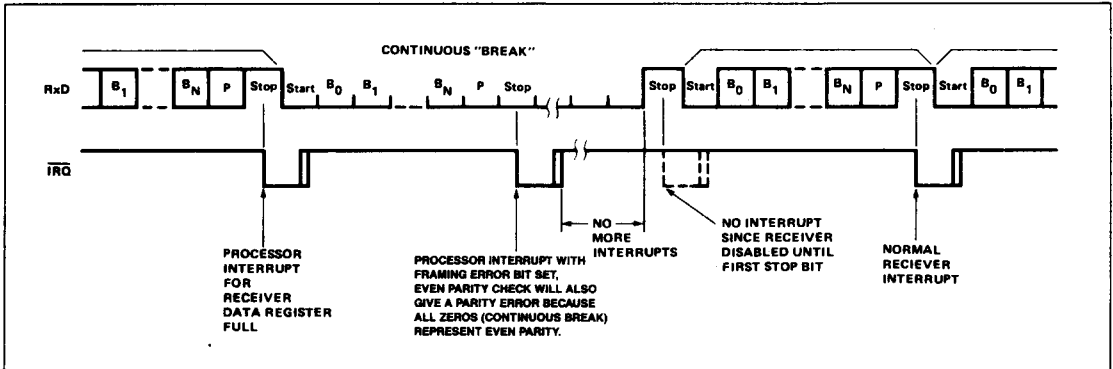 CONTINUOUS "BREAK"
RxD B1 BN P Stop Start B0 B1 BN P Stop Stop Start B0 B1 BN P Stop Start B0 B1
IRQ
NO
MORE
INTERRUPTS
NO INTERRUPT
SINCE RECEIVER
DISABLED UNTIL
FIRST STOP BIT
NORMAL
RECIEVER
INTERRUPT
PROCESSOR
INTERRUPT
FOR
RECEIVER
DATA REGISTER
FULL
PROCESSOR INTERRUPT WITH
FRAMING ERROR BIT SET,
EVEN PARITY CHECK WILL ALSO
GIVE A PARITY ERROR BECAUSE
ALL ZEROS (CONTINUOUS BREAK)
REPRESENT EVEN PARITY.